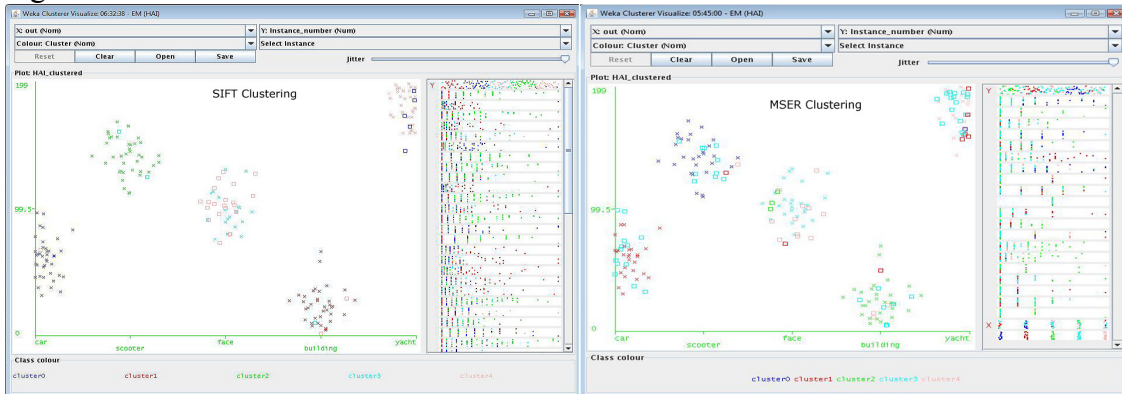 Weka Clusterer Visualize: 06:32:38 - EM (HAI)
X: out (Nom) Y: Instance_number (Num)
Colour: Cluster (Nom) Select Instance
Reset Clear Open Save Jitter
Plot: HAI_clustered
199 SIFT Clustering Y
99.5
0
car scooter face building yacht
Class colour
cluster0 cluster1 cluster2 cluster3 cluster4
Weka Clusterer Visualize: 05:45:00 - EM (HAI)
X: out (Nom) Y: Instance_number (Num)
Colour: Cluster (Nom) Select Instance
Reset Clear Open Save Jitter
Plot: HAI_clustered
199 MSER Clustering Y
99.5
0 X
car scooter face building yacht
Class colour
cluster0 cluster1 cluster2 cluster3 cluster4